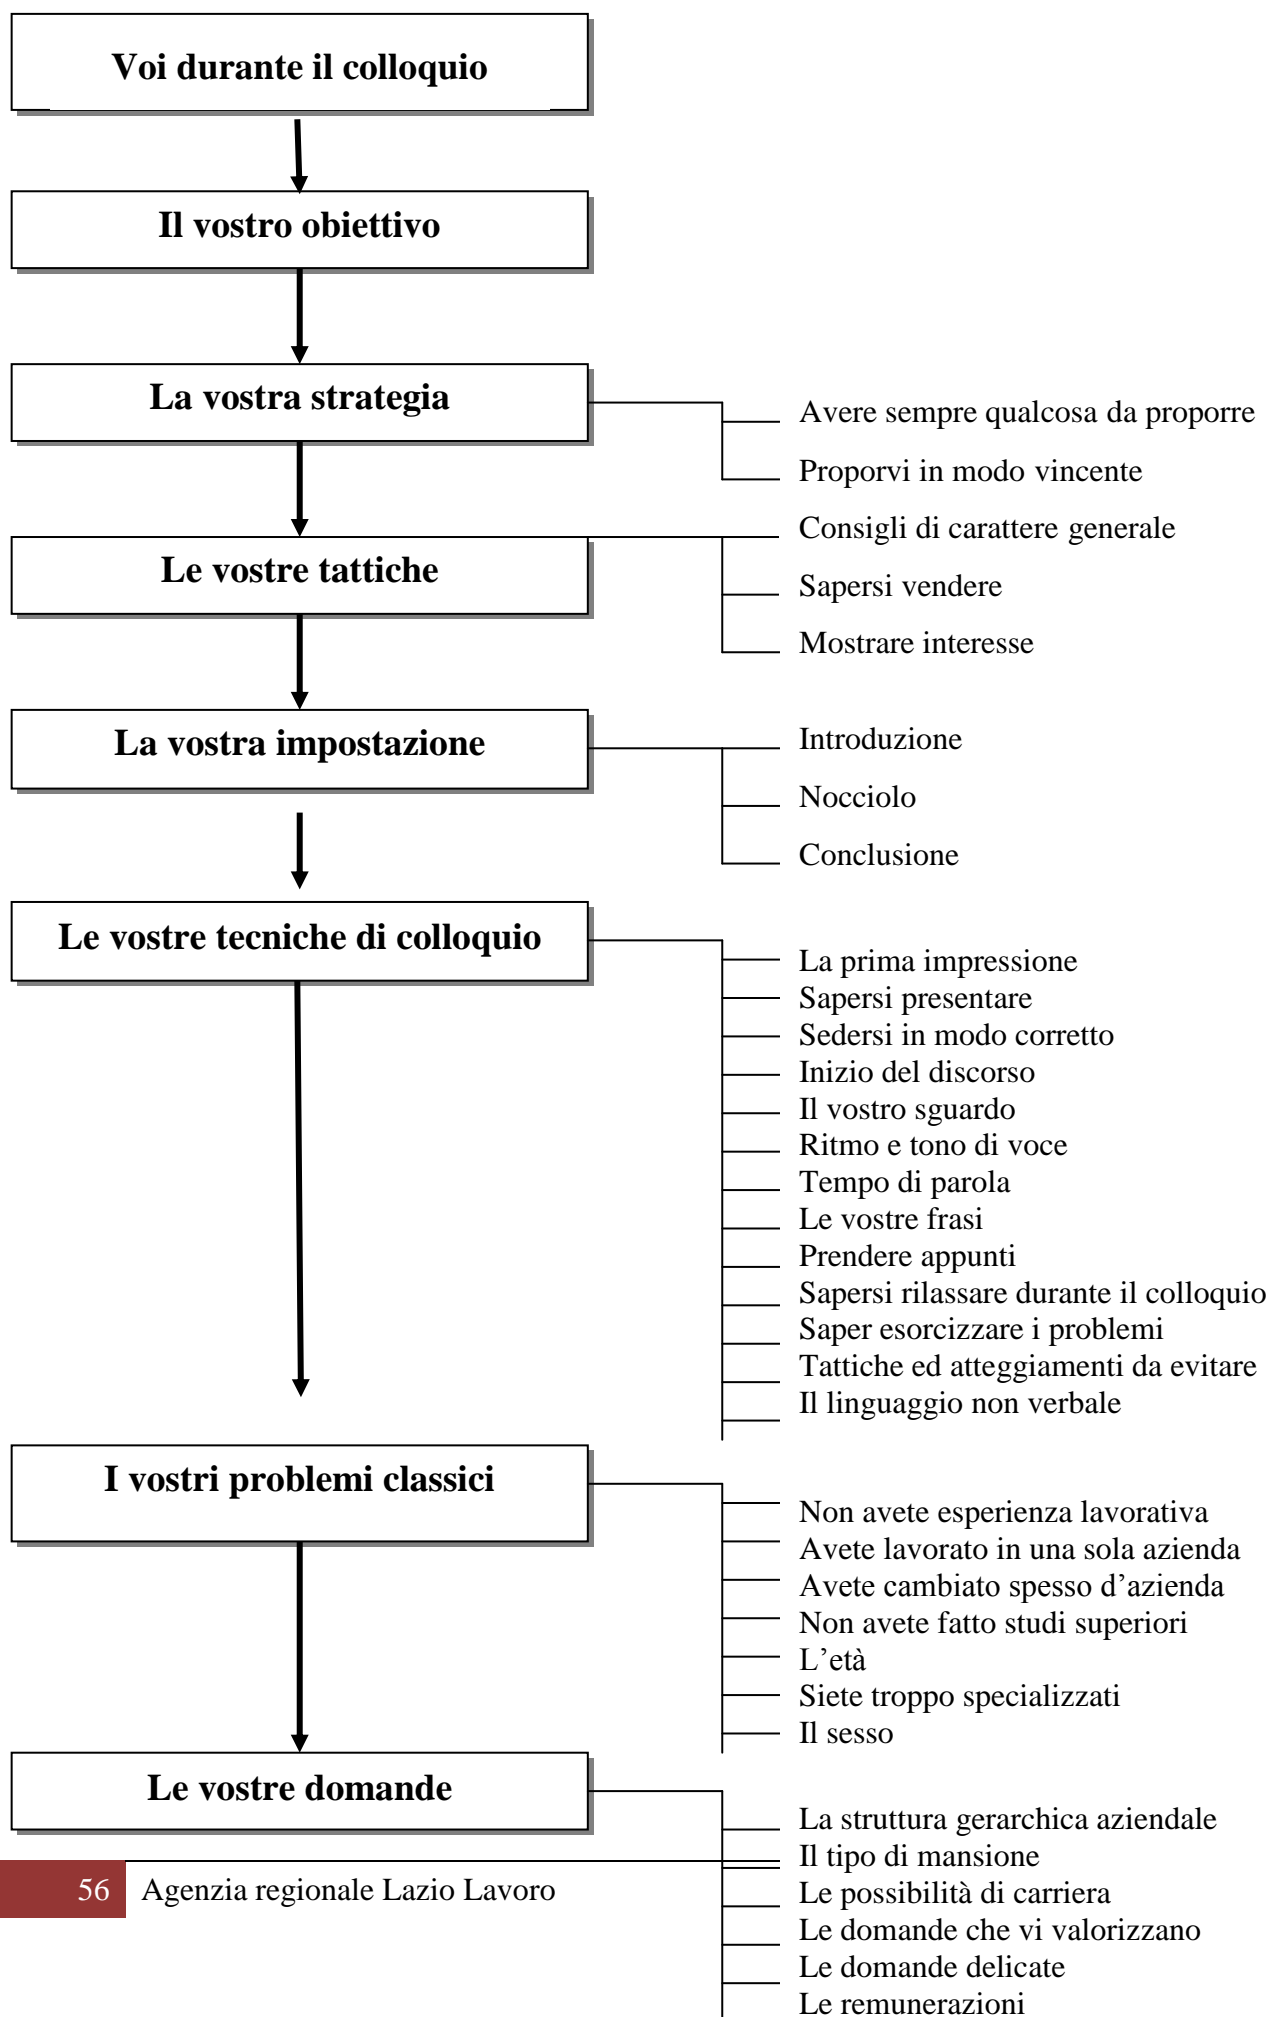 Voi durante il colloquio
Il vostro obiettivo
La vostra strategia
Avere sempre qualcosa da proporre
Proporvi in modo vincente
Le vostre tattiche
Consigli di carattere generale
Sapersi vendere
Mostrare interesse
La vostra impostazione
Introduzione
Nocciolo
Conclusione
Le vostre tecniche di colloquio
La prima impressione
Sapersi presentare
Sedersi in modo corretto
Inizio del discorso
Il vostro sguardo
Ritmo e tono di voce
Tempo di parola
Le vostre frasi
Prendere appunti
Sapersi rilassare durante il colloquio
Saper esorcizzare i problemi
Tattiche ed atteggiamenti da evitare
Il linguaggio non verbale
I vostri problemi classici
Non avete esperienza lavorativa
Avete lavorato in una sola azienda
Avete cambiato spesso d’azienda
Non avete fatto studi superiori
L’età
Siete troppo specializzati
Il sesso
Le vostre domande
La struttura gerarchica aziendale
Il tipo di mansione
Le possibilità di carriera
Le domande che vi valorizzano
Le domande delicate
Le remunerazioni
56 Agenzia regionale Lazio Lavoro